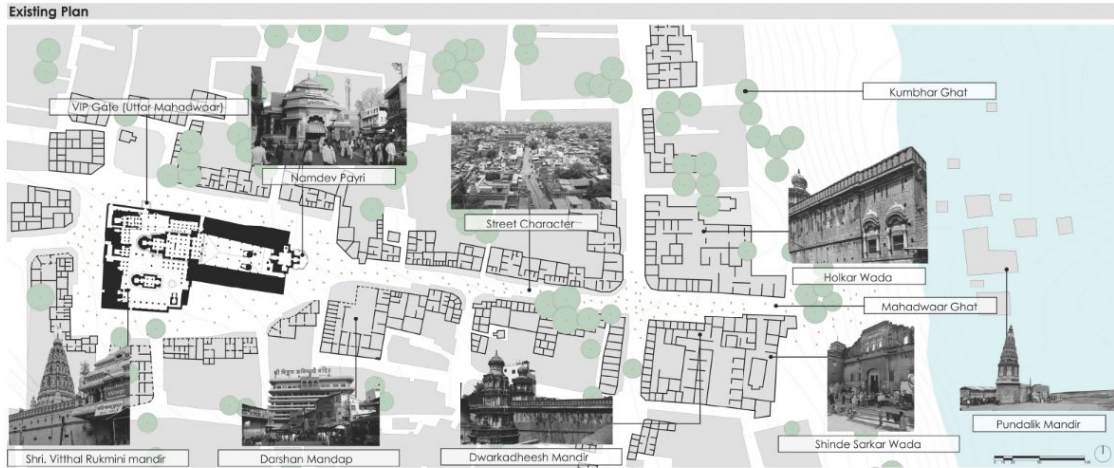 Existing Plan
VIP Gate (Uttar Mahadwaar)
Namdev Payri
Street Character
Kumbhar Ghat
Holkar Wada
Mahadwaar Ghat
Shri. Vitthal Rukmini mandir
Darshan Mandap
Dwarkadheesh Mandir
Shinde Sarkar Wada
Pundalik Mandir